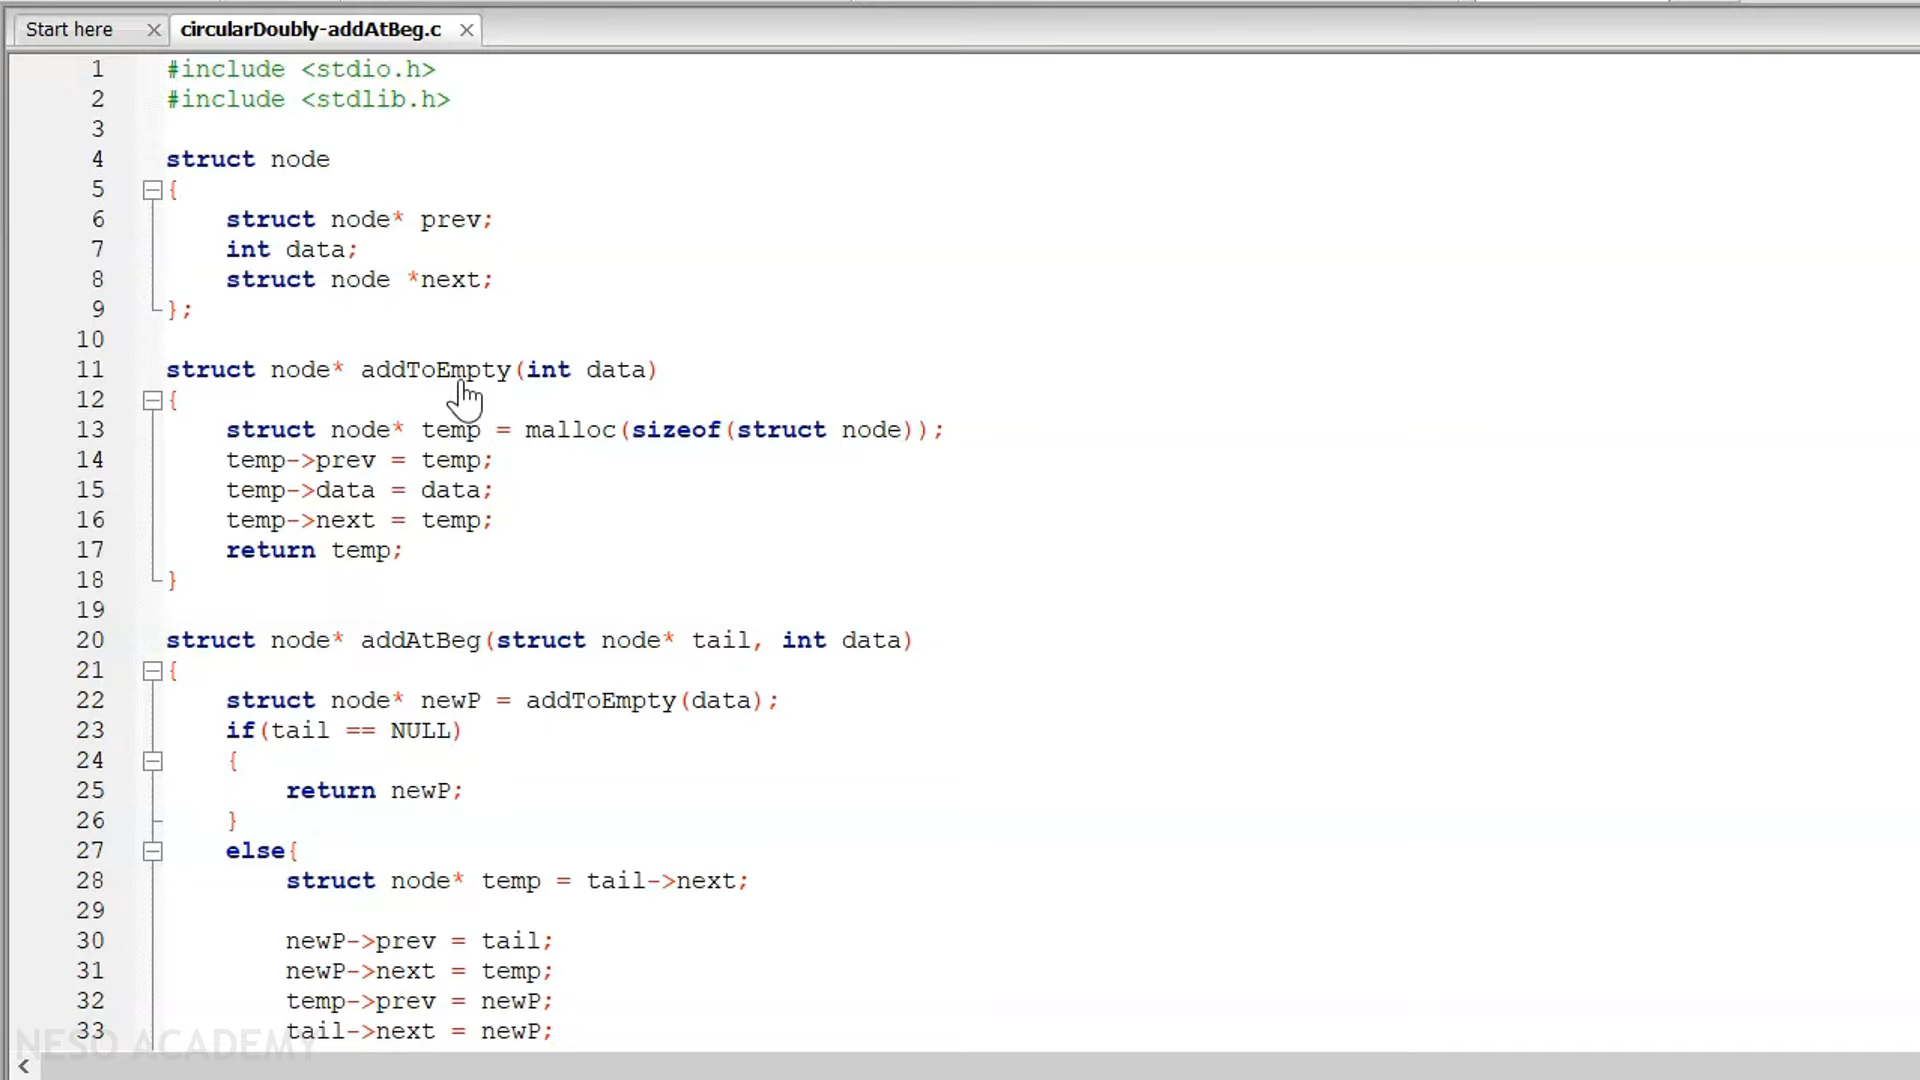 Start here
circularDoubly-addAtBeg.c
1 #include <stdio.h>
2 #include <stdlib.h>
3
4 struct node
5 {
6 struct node* prev;
7 int data;
8 struct node *next;
9 };
10
11 struct node* addToEmpty(int data)
12 {
13 struct node* temp = malloc(sizeof(struct node));
14 temp->prev = temp;
15 temp->data = data;
16 temp->next = temp;
17 return temp;
18 }
19
20 struct node* addAtBeg(struct node* tail, int data)
21 {
22 struct node* newP = addToEmpty(data);
23 if(tail == NULL)
24 {
25 return newP;
26 }
27 else{
28 struct node* temp = tail->next;
29
30 newP->prev = tail;
31 newP->next = temp;
32 temp->prev = newP;
33 tail->next = newP;
NESO ACADEMY